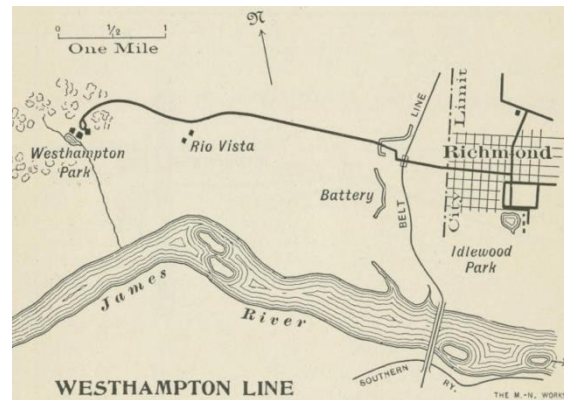 0 1/2 1
One Mile
N
Westhampton
Park
Rio Vista
Battery
BELT LINE
City Limit
Richmond
Idlewood
Park
James River
SOUTHERN RY.
WESTHAMPTON LINE
THE M.-N. WORKS